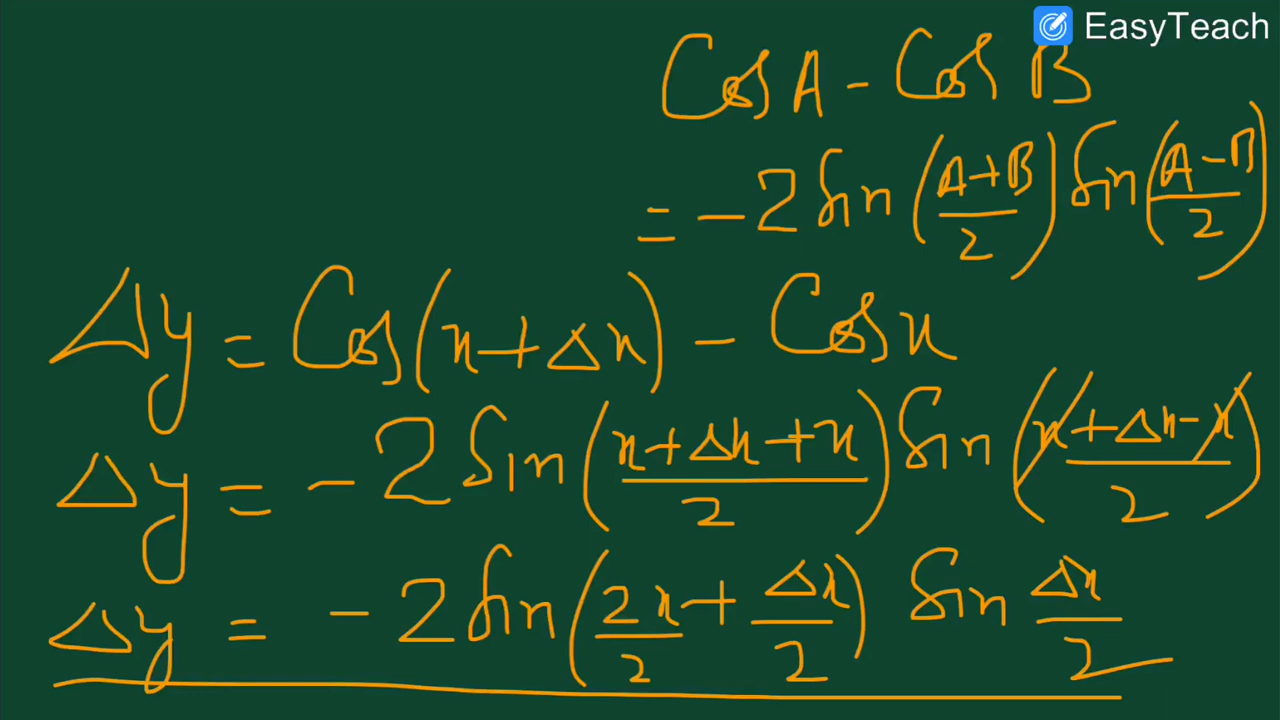 EasyTeach
Cos A - Cos B
= -2 Sin ((A+B)/2) Sin ((A-B)/2)
Δy = Cos (x+Δx) - Cos x
Δy = -2 Sin ((x+Δx+x)/2) Sin ((x+Δx-x)/2)
Δy = -2 Sin (2x/2 + Δx/2) Sin Δx/2